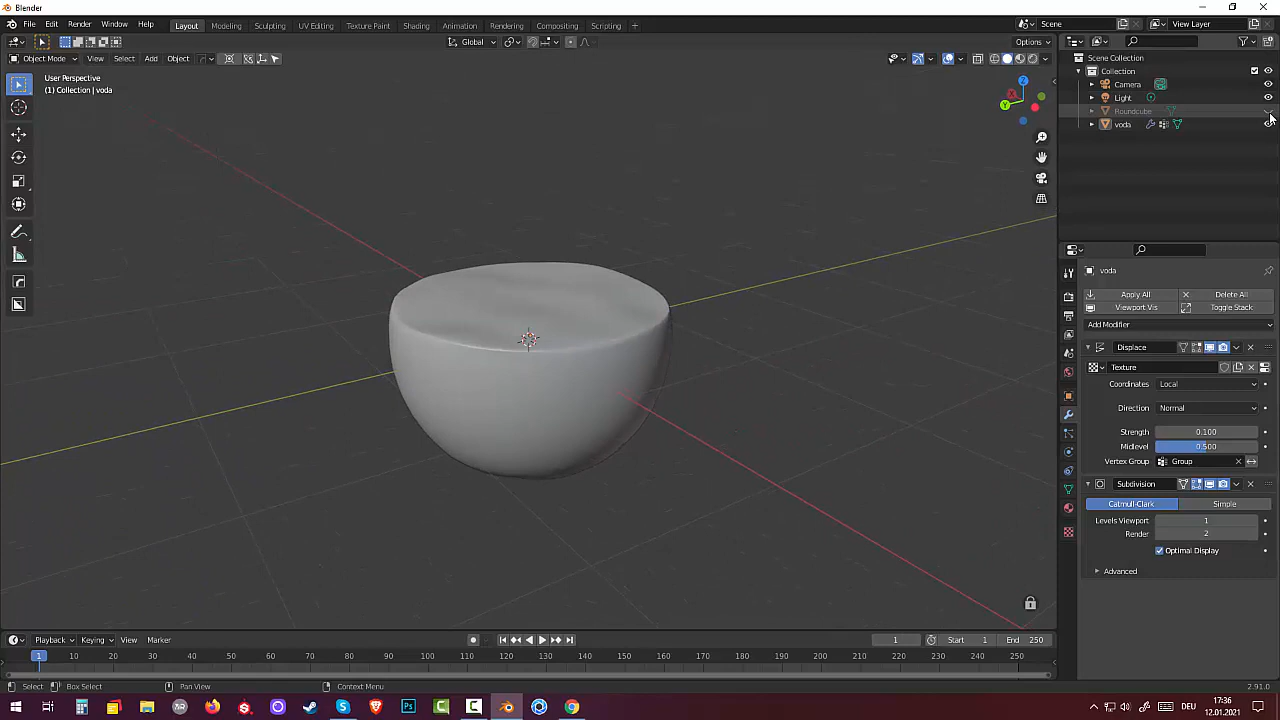 Blender
File Edit Render Window Help Layout Modeling Sculpting UV Editing Texture Paint Shading Animation Rendering Compositing Scripting + Scene View Layer
Global Options
Object Mode View Select Add Object Scene Collection
User Perspective Collection
(1) Collection | voda Camera
Light
Roundcube
voda
Z
X
Y
voda
Apply All Delete All
Viewport Vis Toggle Stack
Add Modifier
Displace
Texture
Coordinates Local
Direction Normal
Strength 0.100
Midlevel 0.500
Vertex Group Group
Subdivision
Catmull-Clark Simple
Levels Viewport 1
Render 2
Optimal Display
Advanced
Playback Keying View Marker 1 Start 1 End 250
1 10 20 30 40 50 60 70 80 90 100 110 120 130 140 150 160 170 180 190 200 210 220 230 240 250
Select Box Select Pan View Context Menu 2.91.0
DEU 17:36
12.01.2021